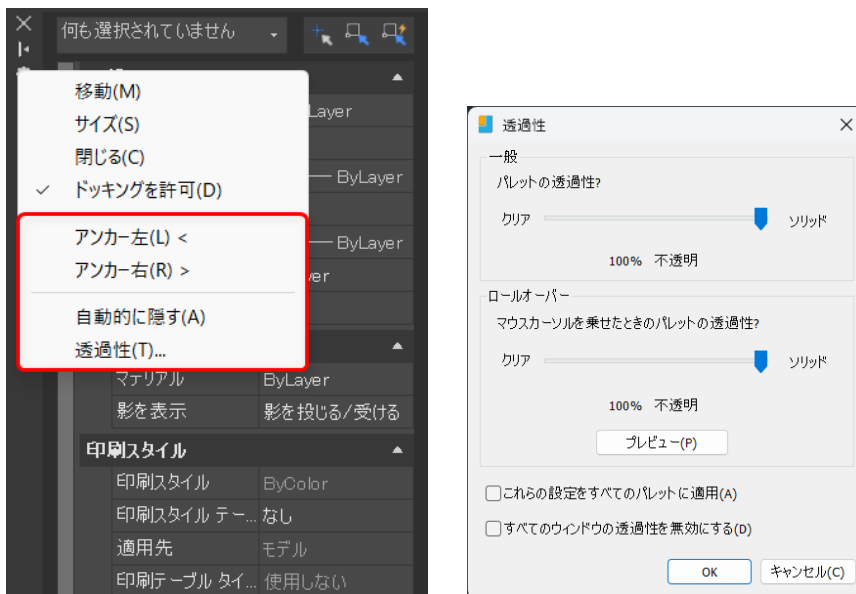 何も選択されていません
移動(M)
サイズ(S)
閉じる(C)
ドッキングを許可(D)
アンカー左(L) <
アンカー右(R) >
自動的に隠す(A)
透過性(T)...
Layer
ByLayer
ByLayer
er
マテリアル ByLayer
影を表示 影を投じる/受ける
印刷スタイル
印刷スタイル ByColor
印刷スタイル テー... なし
適用先 モデル
印刷テーブル タイ... 使用しない
透過性
一般
パレットの透過性?
クリア ソリッド
100% 不透明
ロールオーバー
マウスカーソルを乗せたときのパレットの透過性?
クリア ソリッド
100% 不透明
プレビュー(P)
これらの設定をすべてのパレットに適用(A)
すべてのウィンドウの透過性を無効にする(D)
OK キャンセル(C)